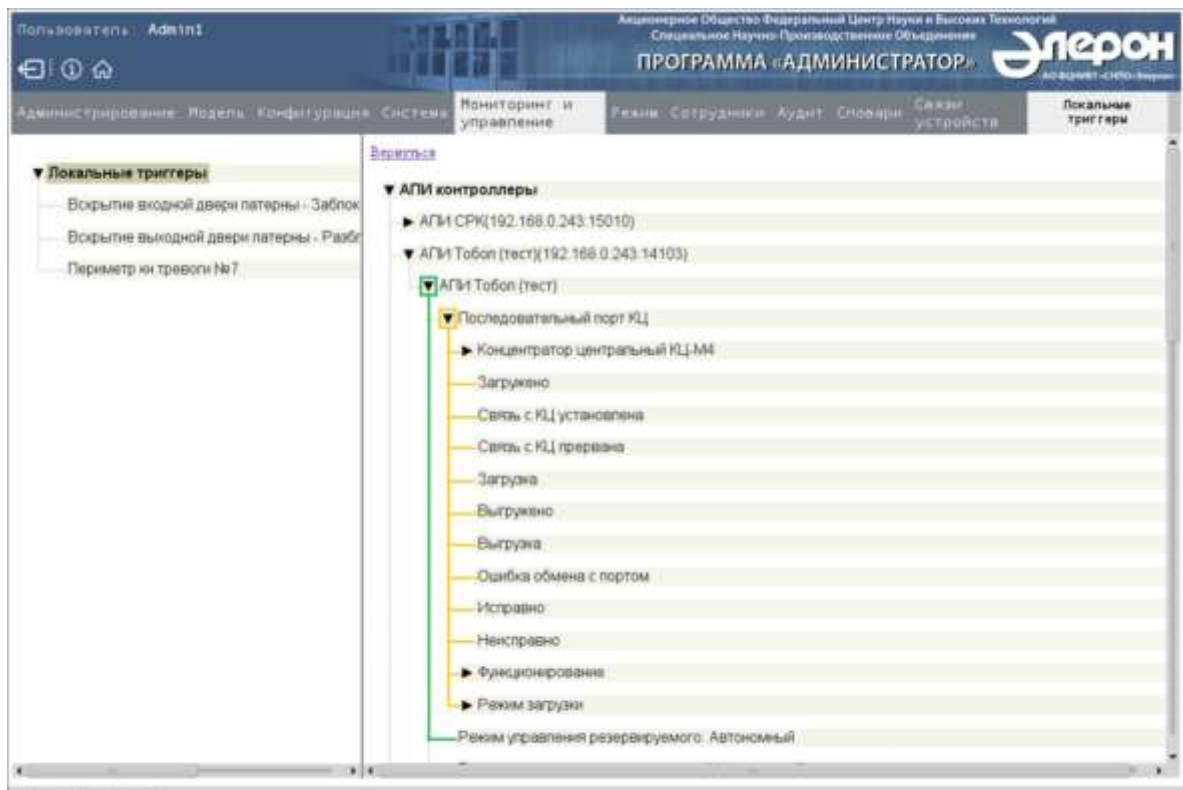 Пользователь: Admin1
Акционерное Общество Федеральный Центр Науки и Высоких Технологий
Специальное Научно-Производственное Объединение
ПРОГРАММА «АДМИНИСТРАТОР»
Элерон
АО ФЦНИВТ «СНПО» Элерон»
Администрирование Модель Конфигурация Система Мониторинг и управление Режим Сотрудники Аудит Словари Связи устройств Локальные триггеры
Вернуться
Локальные триггеры
Вскрытие входной двери патерны - Заблок
Вскрытие выходной двери патерны - Разбл
Периметр кн тревоги №7
АПИ контроллеры
АПИ СРК(192.168.0.243:15010)
АПИ Тобол (тест)(192.168.0.243:14103)
АПИ Тобол (тест)
Последовательный порт КЦ
Концентратор центральный КЦ-М4
Загружено
Связь с КЦ установлена
Связь с КЦ прервана
Загрузка
Выгружено
Выгрузка
Ошибка обмена с портом
Исправно
Неисправно
Функционирование
Режим загрузки
Режим управления резервируемого: Автономный